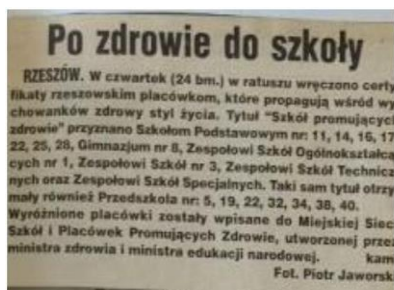 Po zdrowie do szkoły
RZESZÓW. W czwartek (24 bm.) w ratuszu wręczono certy
fikaty rzeszowskim placówkom, które propagują wśród wy
chowanków zdrowy styl życia. Tytuł "Szkół promującyc
zdrowie" przyznano Szkołom Podstawowym nr: 11, 14, 16, 17
22, 25, 28, Gimnazjum nr 8, Zespołowi Szkół Ogólnokształca
cych nr 1, Zespołowi Szkół nr 3, Zespołowi Szkół Technicz
nych oraz Zespołowi Szkół Specjalnych. Taki sam tytuł otrzy
mały również Przedszkola nr: 5, 19, 22, 32, 34, 38, 40.
Wyróżnione placówki zostały wpisane do Miejskiej Siec
Szkół i Placówek Promujących Zdrowie, utworzonej przez
ministra zdrowia i ministra edukacji narodowej. kam
Fot. Piotr Jaworsk